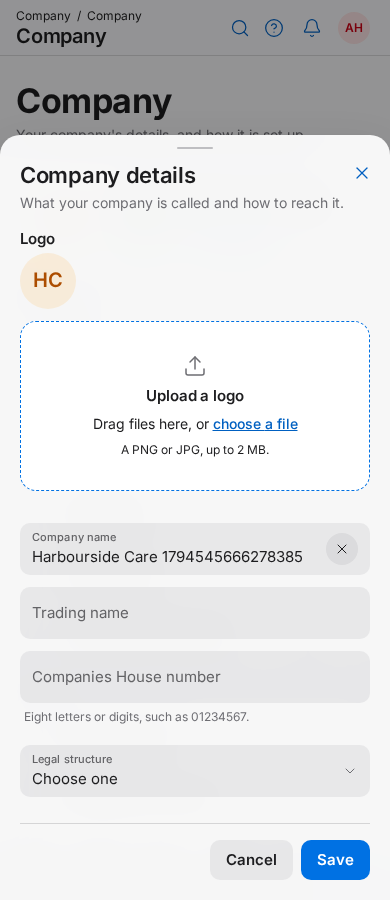 Company / Company
Company
AH
Company
Your company's details, and how it is set up
Company details
What your company is called and how to reach it.
Logo
HC
Upload a logo
Drag files here, or choose a file
A PNG or JPG, up to 2 MB.
Company name
Harbourside Care 1794545666278385
Trading name
Companies House number
Eight letters or digits, such as 01234567.
Legal structure
Choose one
Cancel
Save